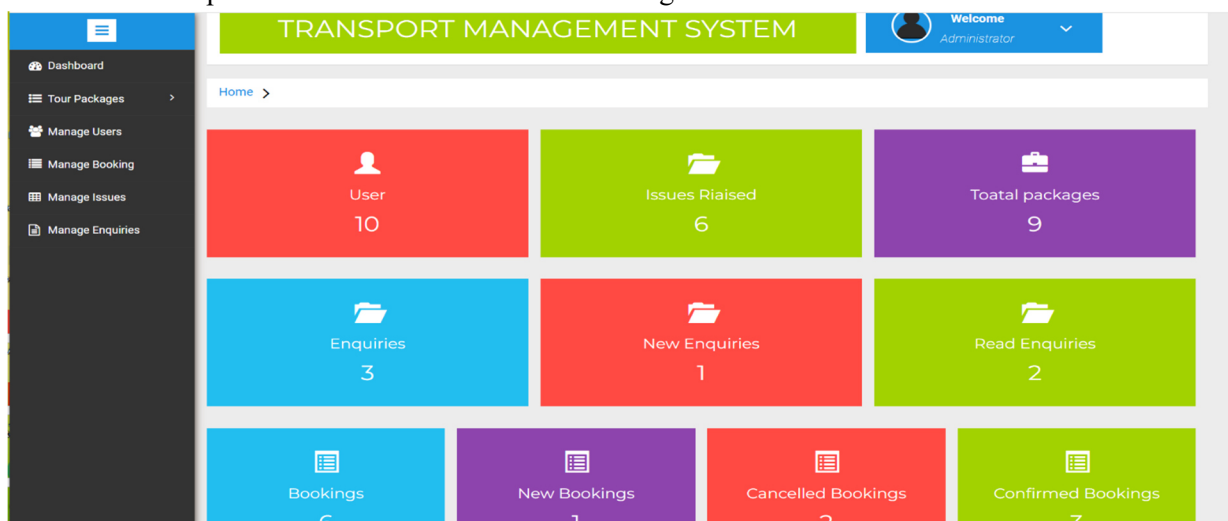 TRANSPORT MANAGEMENT SYSTEM
Welcome
Administrator
Dashboard
Tour Packages
Manage Users
Manage Booking
Manage Issues
Manage Enquiries
Home >
User
10
Issues Riaised
6
Toatal packages
9
Enquiries
3
New Enquiries
1
Read Enquiries
2
Bookings
New Bookings
Cancelled Bookings
Confirmed Bookings